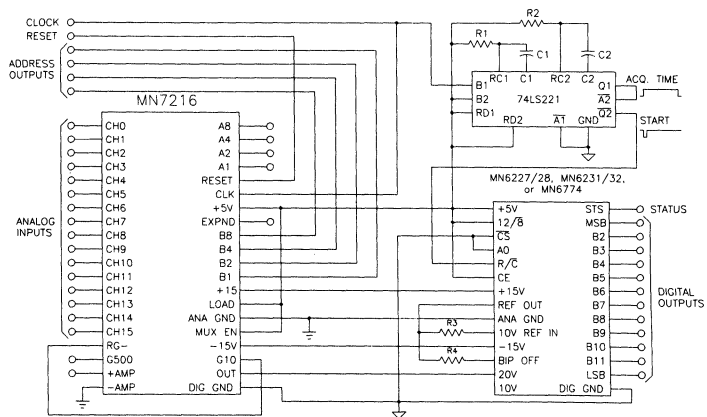 CLOCK
RESET
ADDRESS
OUTPUTS
R1
R2
C1
C2
RC1 C1 RC2 C2 Q1
B1
B2
RD1
74LS221
A2
Q2
RD2 A1 GND
ACQ. TIME
START
MN7216
ANALOG
INPUTS
CH0 A8
CH1 A4
CH2 A2
CH3 A1
CH4 RESET
CH5 CLK
CH6 +5V
CH7 EXPND
CH8 B8
CH9 B4
CH10 B2
CH11 B1
CH12 +15
CH13 LOAD
CH14 ANA GND
CH15 MUX EN
RG- -15V
G500 G10
+AMP OUT
-AMP DIG GND
MN6227/28, MN6231/32,
or MN6774
+5V STS STATUS
12/8 MSB
CS B2
A0 B3
R/C B4
CE B5
+15V B6
REF OUT B7
ANA GND B8
10V REF IN B9
-15V B10
BIP OFF B11
20V LSB
10V DIG GND
R3
R4
DIGITAL
OUTPUTS